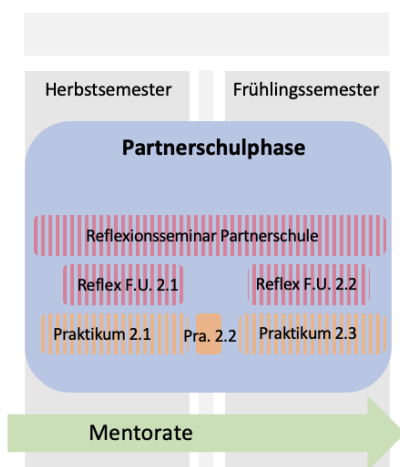 Herbstsemester
Frühlingssemester
Partnerschulphase
Reflexionsseminar Partnerschule
Reflex F.U. 2.1
Reflex F.U. 2.2
Praktikum 2.1
Pra. 2.2
Praktikum 2.3
Mentorate